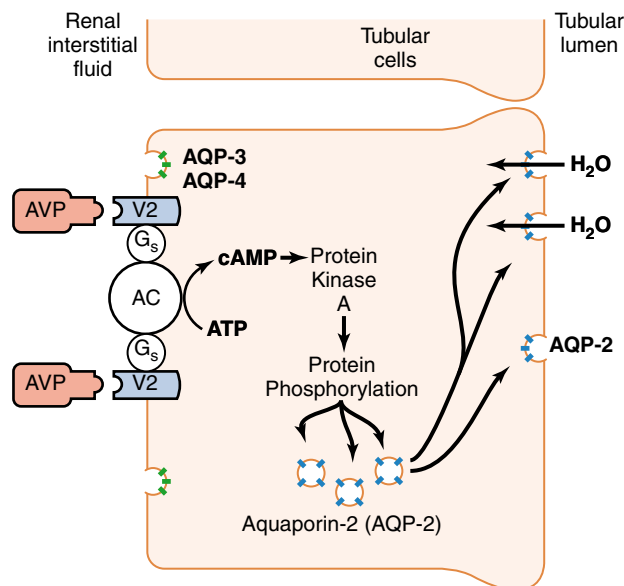 Renal
interstitial
fluid
Tubular
cells
Tubular
lumen
AQP-3
AQP-4
H₂O
AVP
V2
Gₛ
H₂O
cAMP
Protein
Kinase
A
AC
ATP
Gₛ
AQP-2
AVP
V2
Protein
Phosphorylation
Aquaporin-2 (AQP-2)